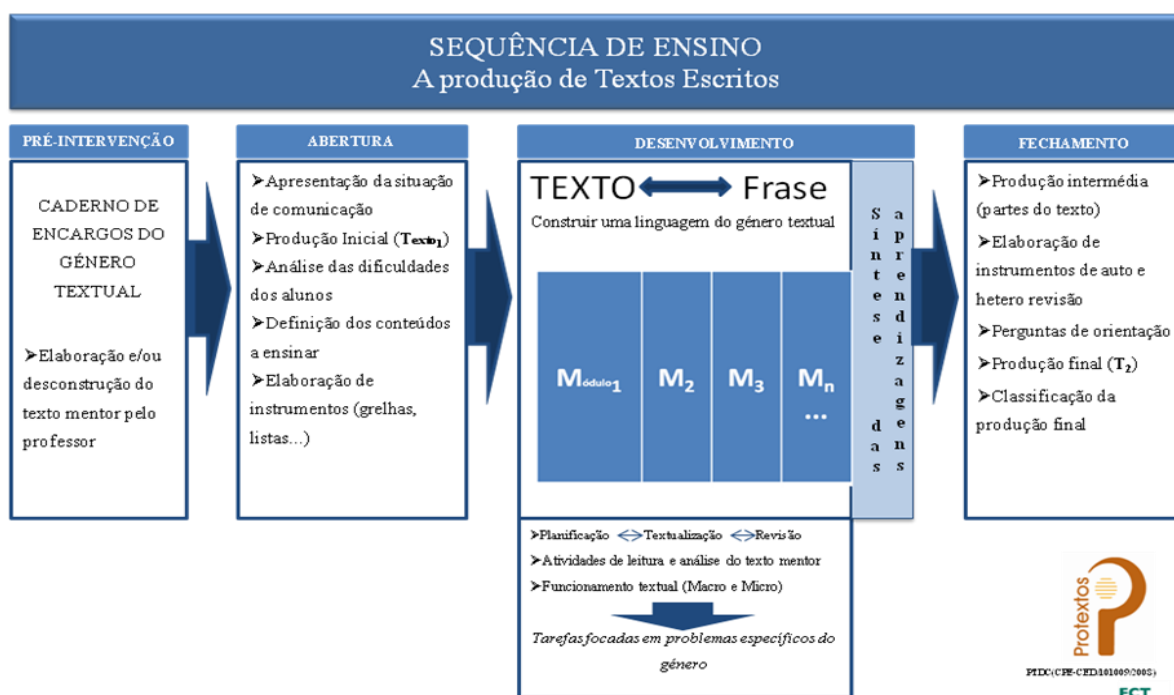 SEQUÊNCIA DE ENSINO
A produção de Textos Escritos
PRÉ-INTERVENÇÃO
CADERNO DE
ENCARGOS DO
GÉNERO
TEXTUAL
➤Elaboração e/ou
desconstrução do
texto mentor pelo
professor
ABERTURA
➤Apresentação da situação
de comunicação
➤Produção Inicial (Texto1)
➤Análise das dificuldades
dos alunos
➤Definição dos conteúdos
a ensinar
➤Elaboração de
instrumentos (grelhas,
listas...)
DESENVOLVIMENTO
TEXTO Frase
Construir uma linguagem do género textual
Módulo1 M2 M3 Mn
...
Síntese das
aprendizagens
➤Planificação ⟺Textualização ⟺Revisão
➤Atividades de leitura e análise do texto mentor
➤Funcionamento textual (Macro e Micro)
Tarefas focadas em problemas específicos do
género
FECHAMENTO
➤Produção intermédia
(partes do texto)
➤Elaboração de
instrumentos de auto e
hetero revisão
➤Perguntas de orientação
➤Produção final (T2)
➤Classificação da
produção final
Protextos
PTDC(CPE-CED/101009/2008)
FCT